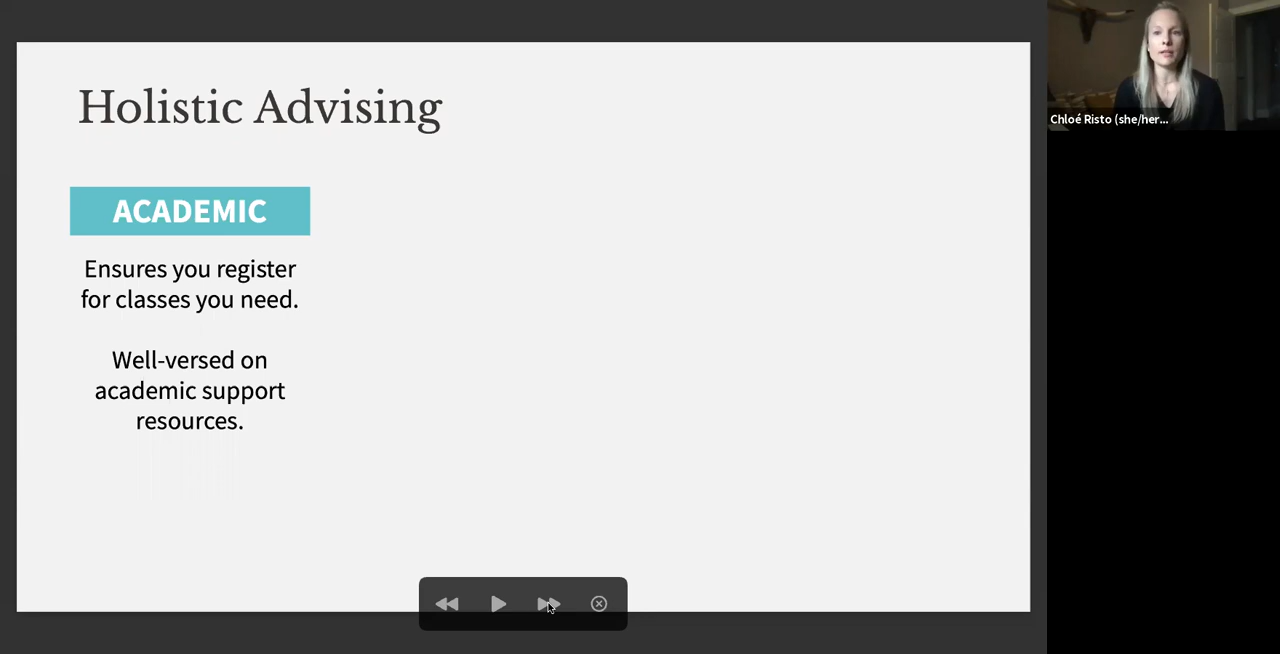 Holistic Advising
ACADEMIC
Ensures you register
for classes you need.
Well-versed on
academic support
resources.
Chloé Risto (she/her...